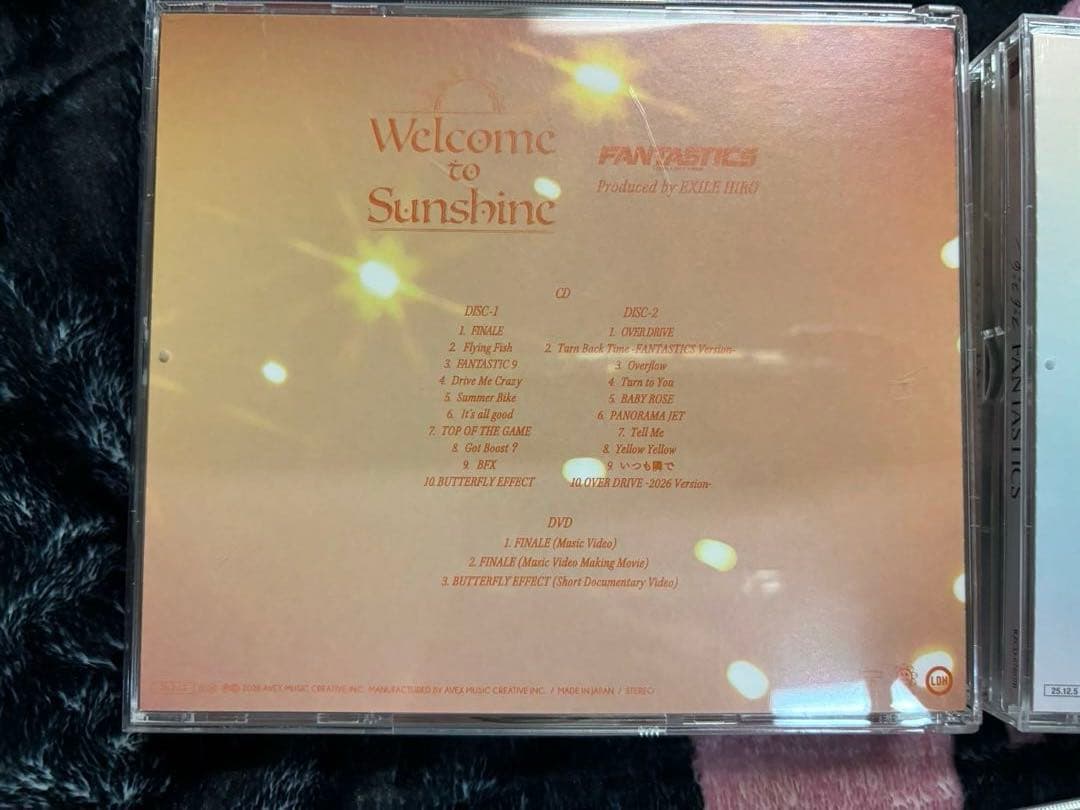 Welcome
to
Sunshine
FANTASTICS
Produced by EXILE HIRO
CD
DISC-1
1. FINALE
2. Flying Fish
3. FANTASTIC 9
4. Drive Me Crazy
5. Summer Bike
6. It's all good
7. TOP OF THE GAME
8. Got Boost?
9. BFX
10. BUTTERFLY EFFECT
DISC-2
1. OVER DRIVE
2. Turn Back Time -FANTASTICS Version-
3. Overflow
4. Turn to You
5. BABY ROSE
6. PANORAMA JET
7. Tell Me
8. Yellow Yellow
9. いつも隣で
10. OVER DRIVE -2026 Version-
DVD
1. FINALE (Music Video)
2. FINALE (Music Video Making Movie)
3. BUTTERFLY EFFECT (Short Documentary Video)
2026 AVEX MUSIC CREATIVE INC. MANUFACTURED BY AVEX MUSIC CREATIVE INC. / MADE IN JAPAN / STEREO
LDH
FANTASTICS
25.12.5